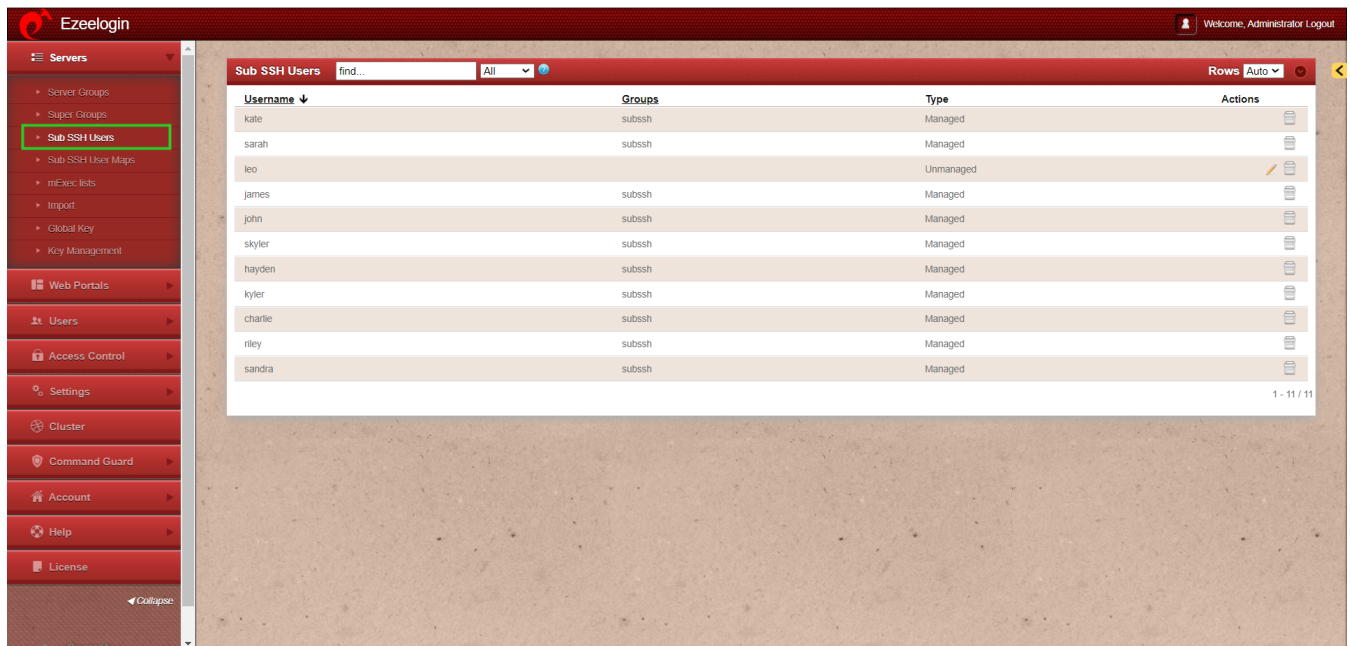 Ezeelogin
Welcome, Administrator Logout
Servers
Server Groups
Super Groups
Sub SSH Users
Sub SSH User Maps
mExec lists
Import
Global Key
Key Management
Web Portals
Users
Access Control
Settings
Cluster
Command Guard
Account
Help
License
Collapse
Sub SSH Users find... All Rows Auto
Username Groups Type Actions
kate subssh Managed
sarah subssh Managed
leo Unmanaged
james subssh Managed
john subssh Managed
skyler subssh Managed
hayden subssh Managed
kyler subssh Managed
charlie subssh Managed
riley subssh Managed
sandra subssh Managed
1 - 11 / 11